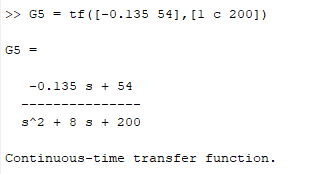 >> G5 = tf([-0.135 54],[1 c 200])
G5 =
-0.135 s + 54
---------------
s^2 + 8 s + 200
Continuous-time transfer function.